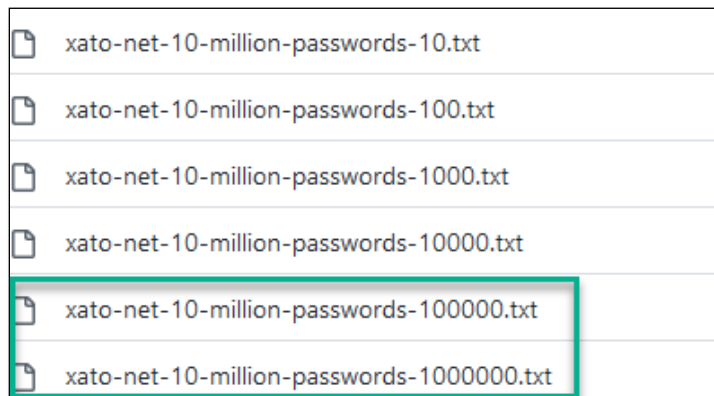 xato-net-10-million-passwords-10.txt
xato-net-10-million-passwords-100.txt
xato-net-10-million-passwords-1000.txt
xato-net-10-million-passwords-10000.txt
xato-net-10-million-passwords-100000.txt
xato-net-10-million-passwords-1000000.txt